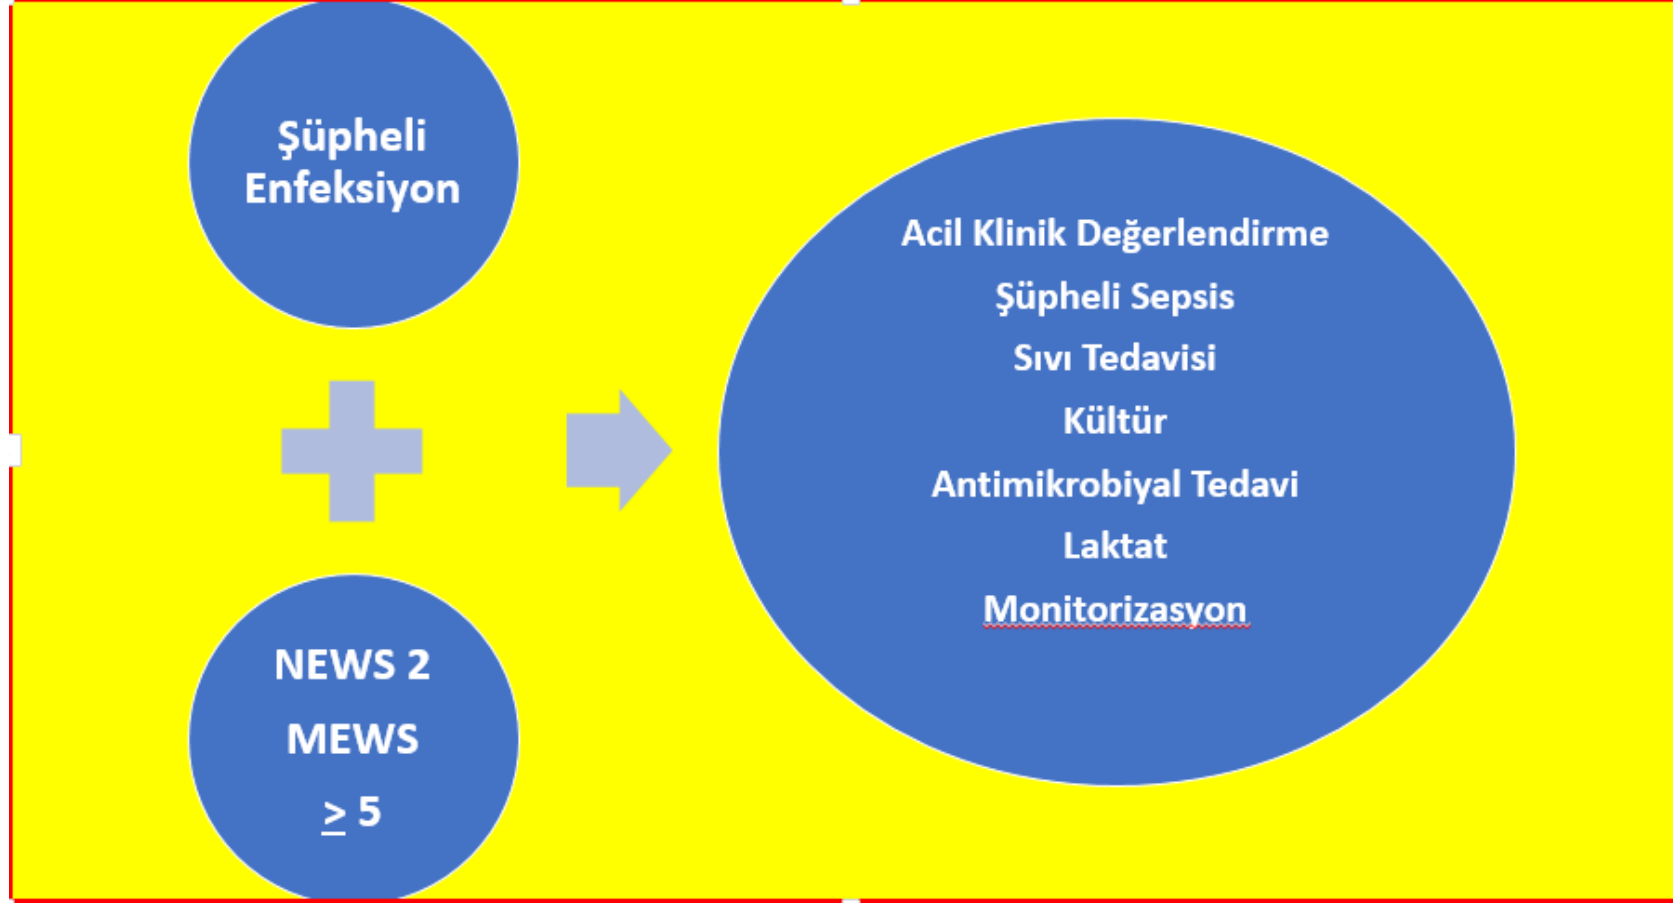 Şüpheli
Enfeksiyon
NEWS 2
MEWS
≥ 5
Acil Klinik Değerlendirme
Şüpheli Sepsis
Sıvı Tedavisi
Kültür
Antimikrobiyal Tedavi
Laktat
Monitorizasyon